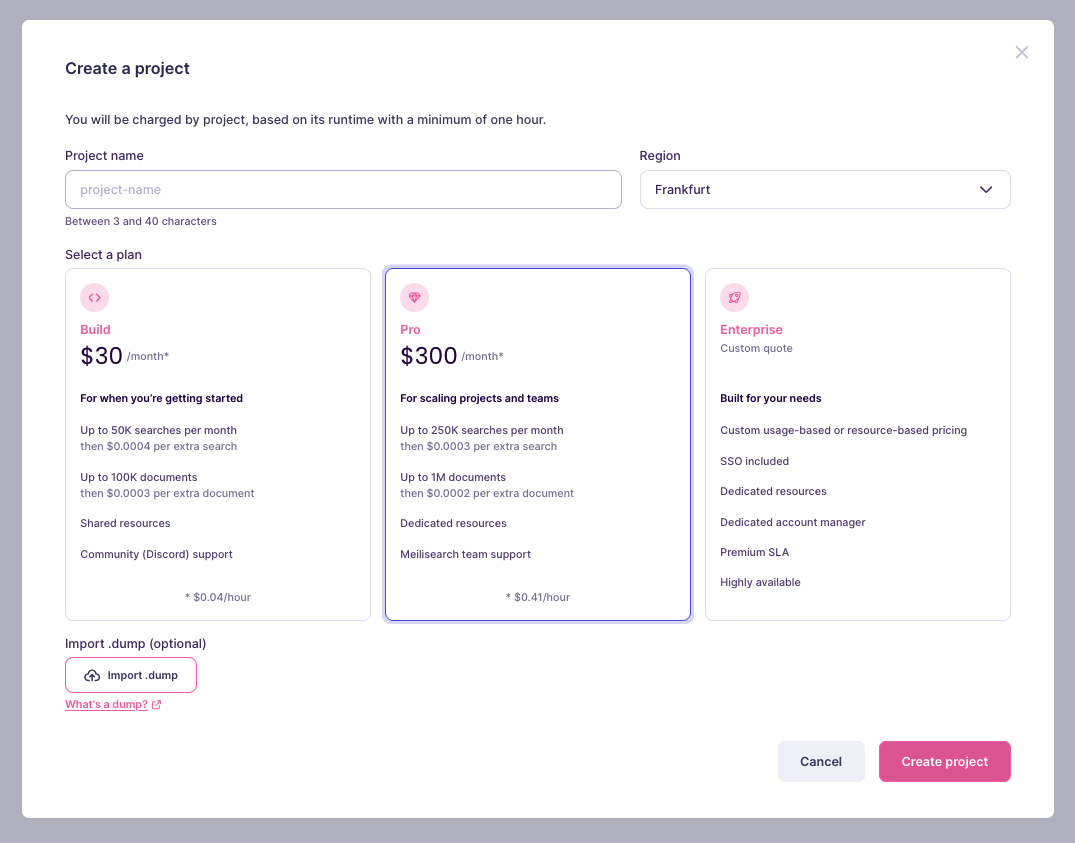 Create a project
You will be charged by project, based on its runtime with a minimum of one hour.
Project name
Region
project-name
Frankfurt
Between 3 and 40 characters
Select a plan
Build
$30 /month*
For when you're getting started
Up to 50K searches per month
then $0.0004 per extra search
Up to 100K documents
then $0.0003 per extra document
Shared resources
Community (Discord) support
* $0.04/hour
Pro
$300 /month*
For scaling projects and teams
Up to 250K searches per month
then $0.0003 per extra search
Up to 1M documents
then $0.0002 per extra document
Dedicated resources
Meilisearch team support
* $0.41/hour
Enterprise
Custom quote
Built for your needs
Custom usage-based or resource-based pricing
SSO included
Dedicated resources
Dedicated account manager
Premium SLA
Highly available
Import .dump (optional)
Import .dump
What's a dump?
Cancel
Create project